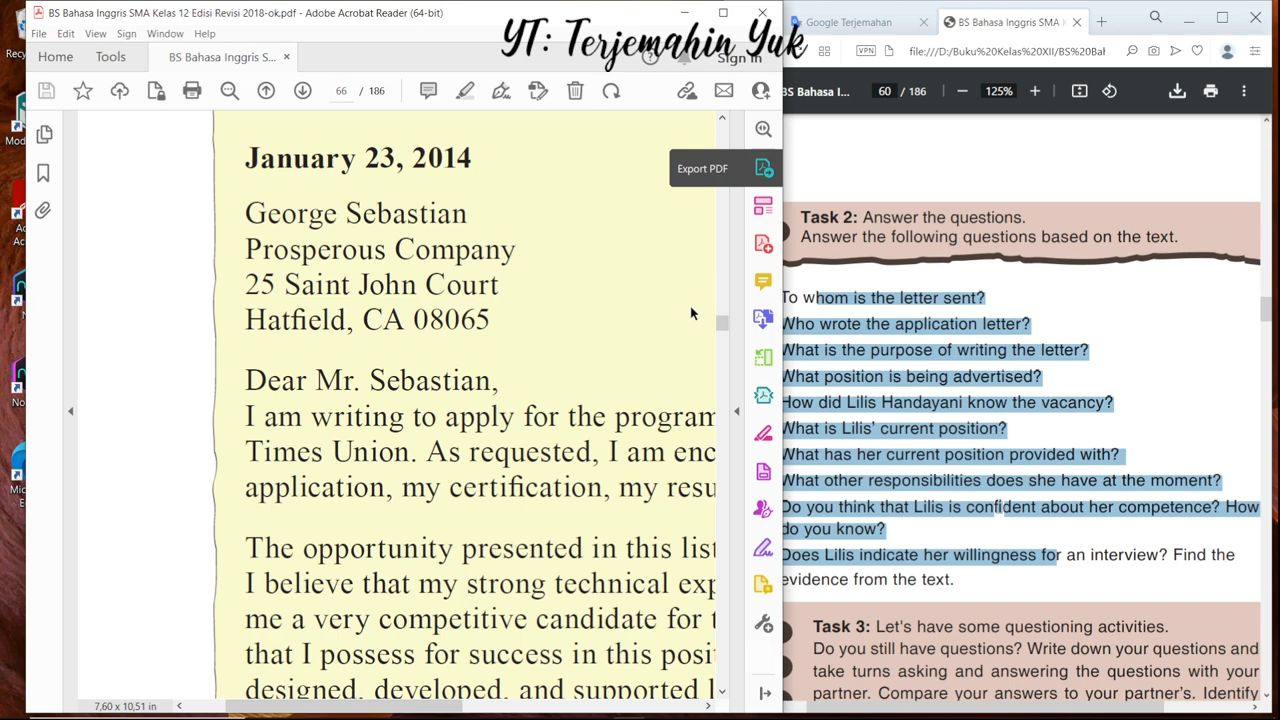 BS Bahasa Inggris SMA Kelas 12 Edisi Revisi 2018-ok.pdf - Adobe Acrobat Reader (64-bit)
File Edit View Sign Window Help
YT: Terjemahin Yuk
Home Tools BS Bahasa Inggris S... × Sign In
66 / 186
January 23, 2014
Export PDF
George Sebastian
Prosperous Company
25 Saint John Court
Hatfield, CA 08065
Dear Mr. Sebastian,
I am writing to apply for the program
Times Union. As requested, I am enc
application, my certification, my resu
The opportunity presented in this list
I believe that my strong technical exp
me a very competitive candidate for t
that I possess for success in this posit
designed, developed, and supported l
7,60 x 10,51 in
Google Terjemahan
BS Bahasa Inggris SMA
VPN file:///D:/Buku%20Kelas%20XII/BS%20Bah
BS Bahasa I... 60 / 186 125%
Task 2: Answer the questions.
Answer the following questions based on the text.
To whom is the letter sent?
Who wrote the application letter?
What is the purpose of writing the letter?
What position is being advertised?
How did Lilis Handayani know the vacancy?
What is Lilis' current position?
What has her current position provided with?
What other responsibilities does she have at the moment?
Do you think that Lilis is confident about her competence? How
do you know?
Does Lilis indicate her willingness for an interview? Find the
evidence from the text.
Task 3: Let's have some questioning activities.
Do you still have questions? Write down your questions and
take turns asking and answering the questions with your
partner. Compare your answers to your partner's. Identify